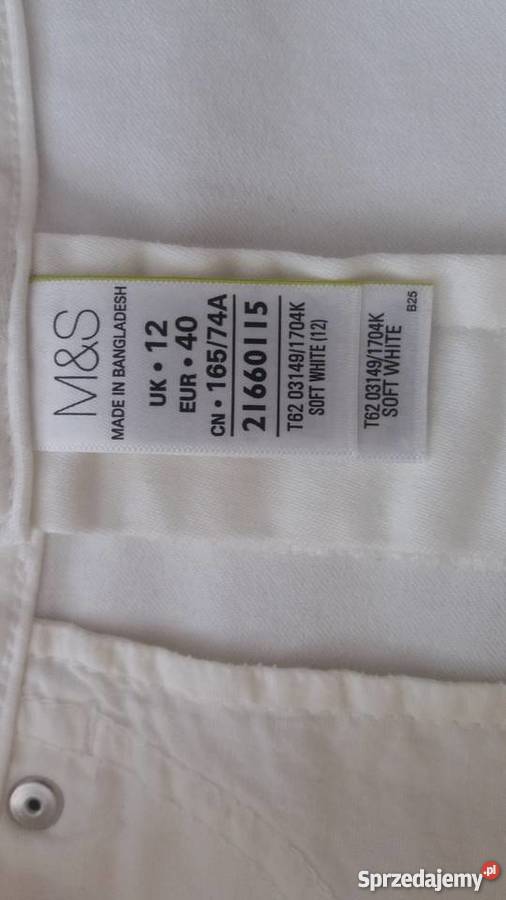 M&S
MADE IN BANGLADESH
UK • 12
EUR • 40
CN • 165/74A
21660115
T62 03149/1704K
SOFT WHITE (12)
T62 03149/1704K
SOFT WHITE
B25
Sprzedajemy.pl